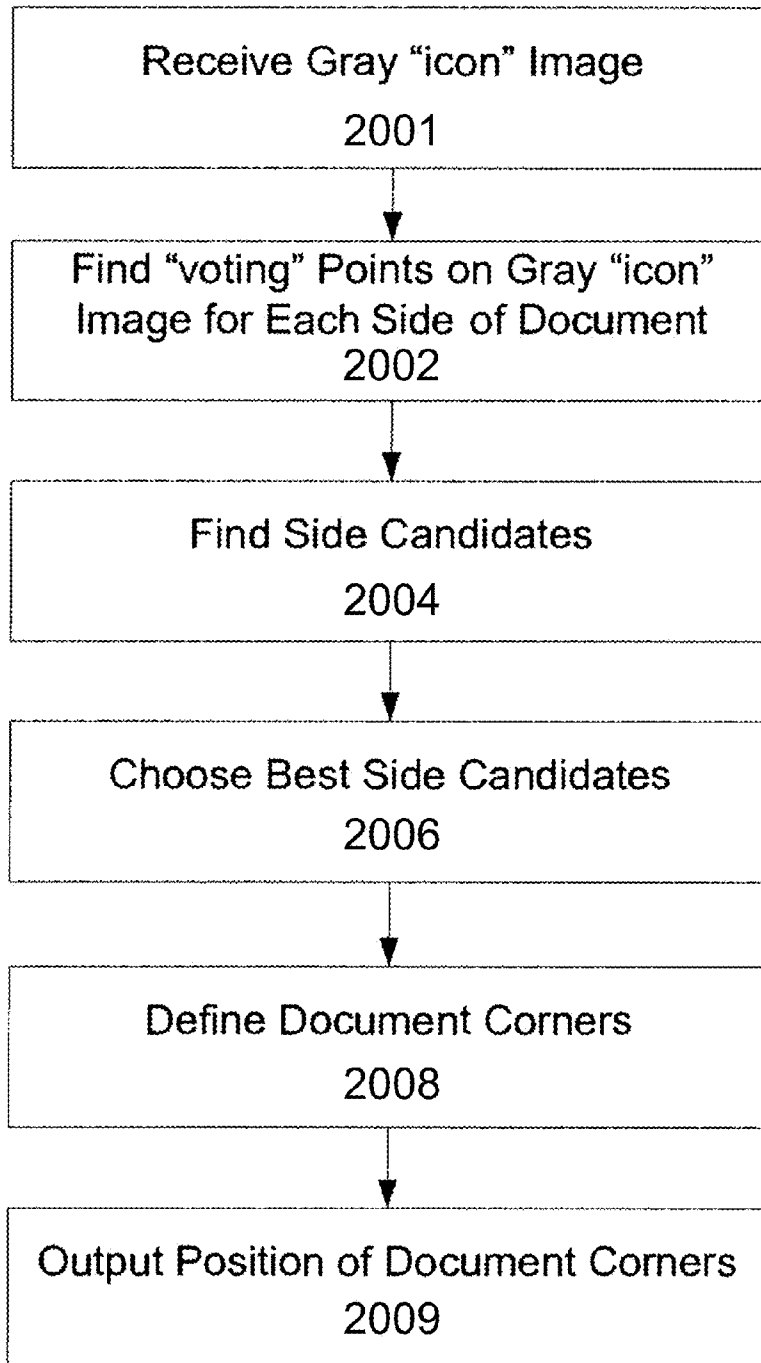 Receive Gray “icon” Image
2001
Find “voting” Points on Gray “icon”
Image for Each Side of Document
2002
Find Side Candidates
2004
Choose Best Side Candidates
2006
Define Document Corners
2008
Output Position of Document Corners
2009